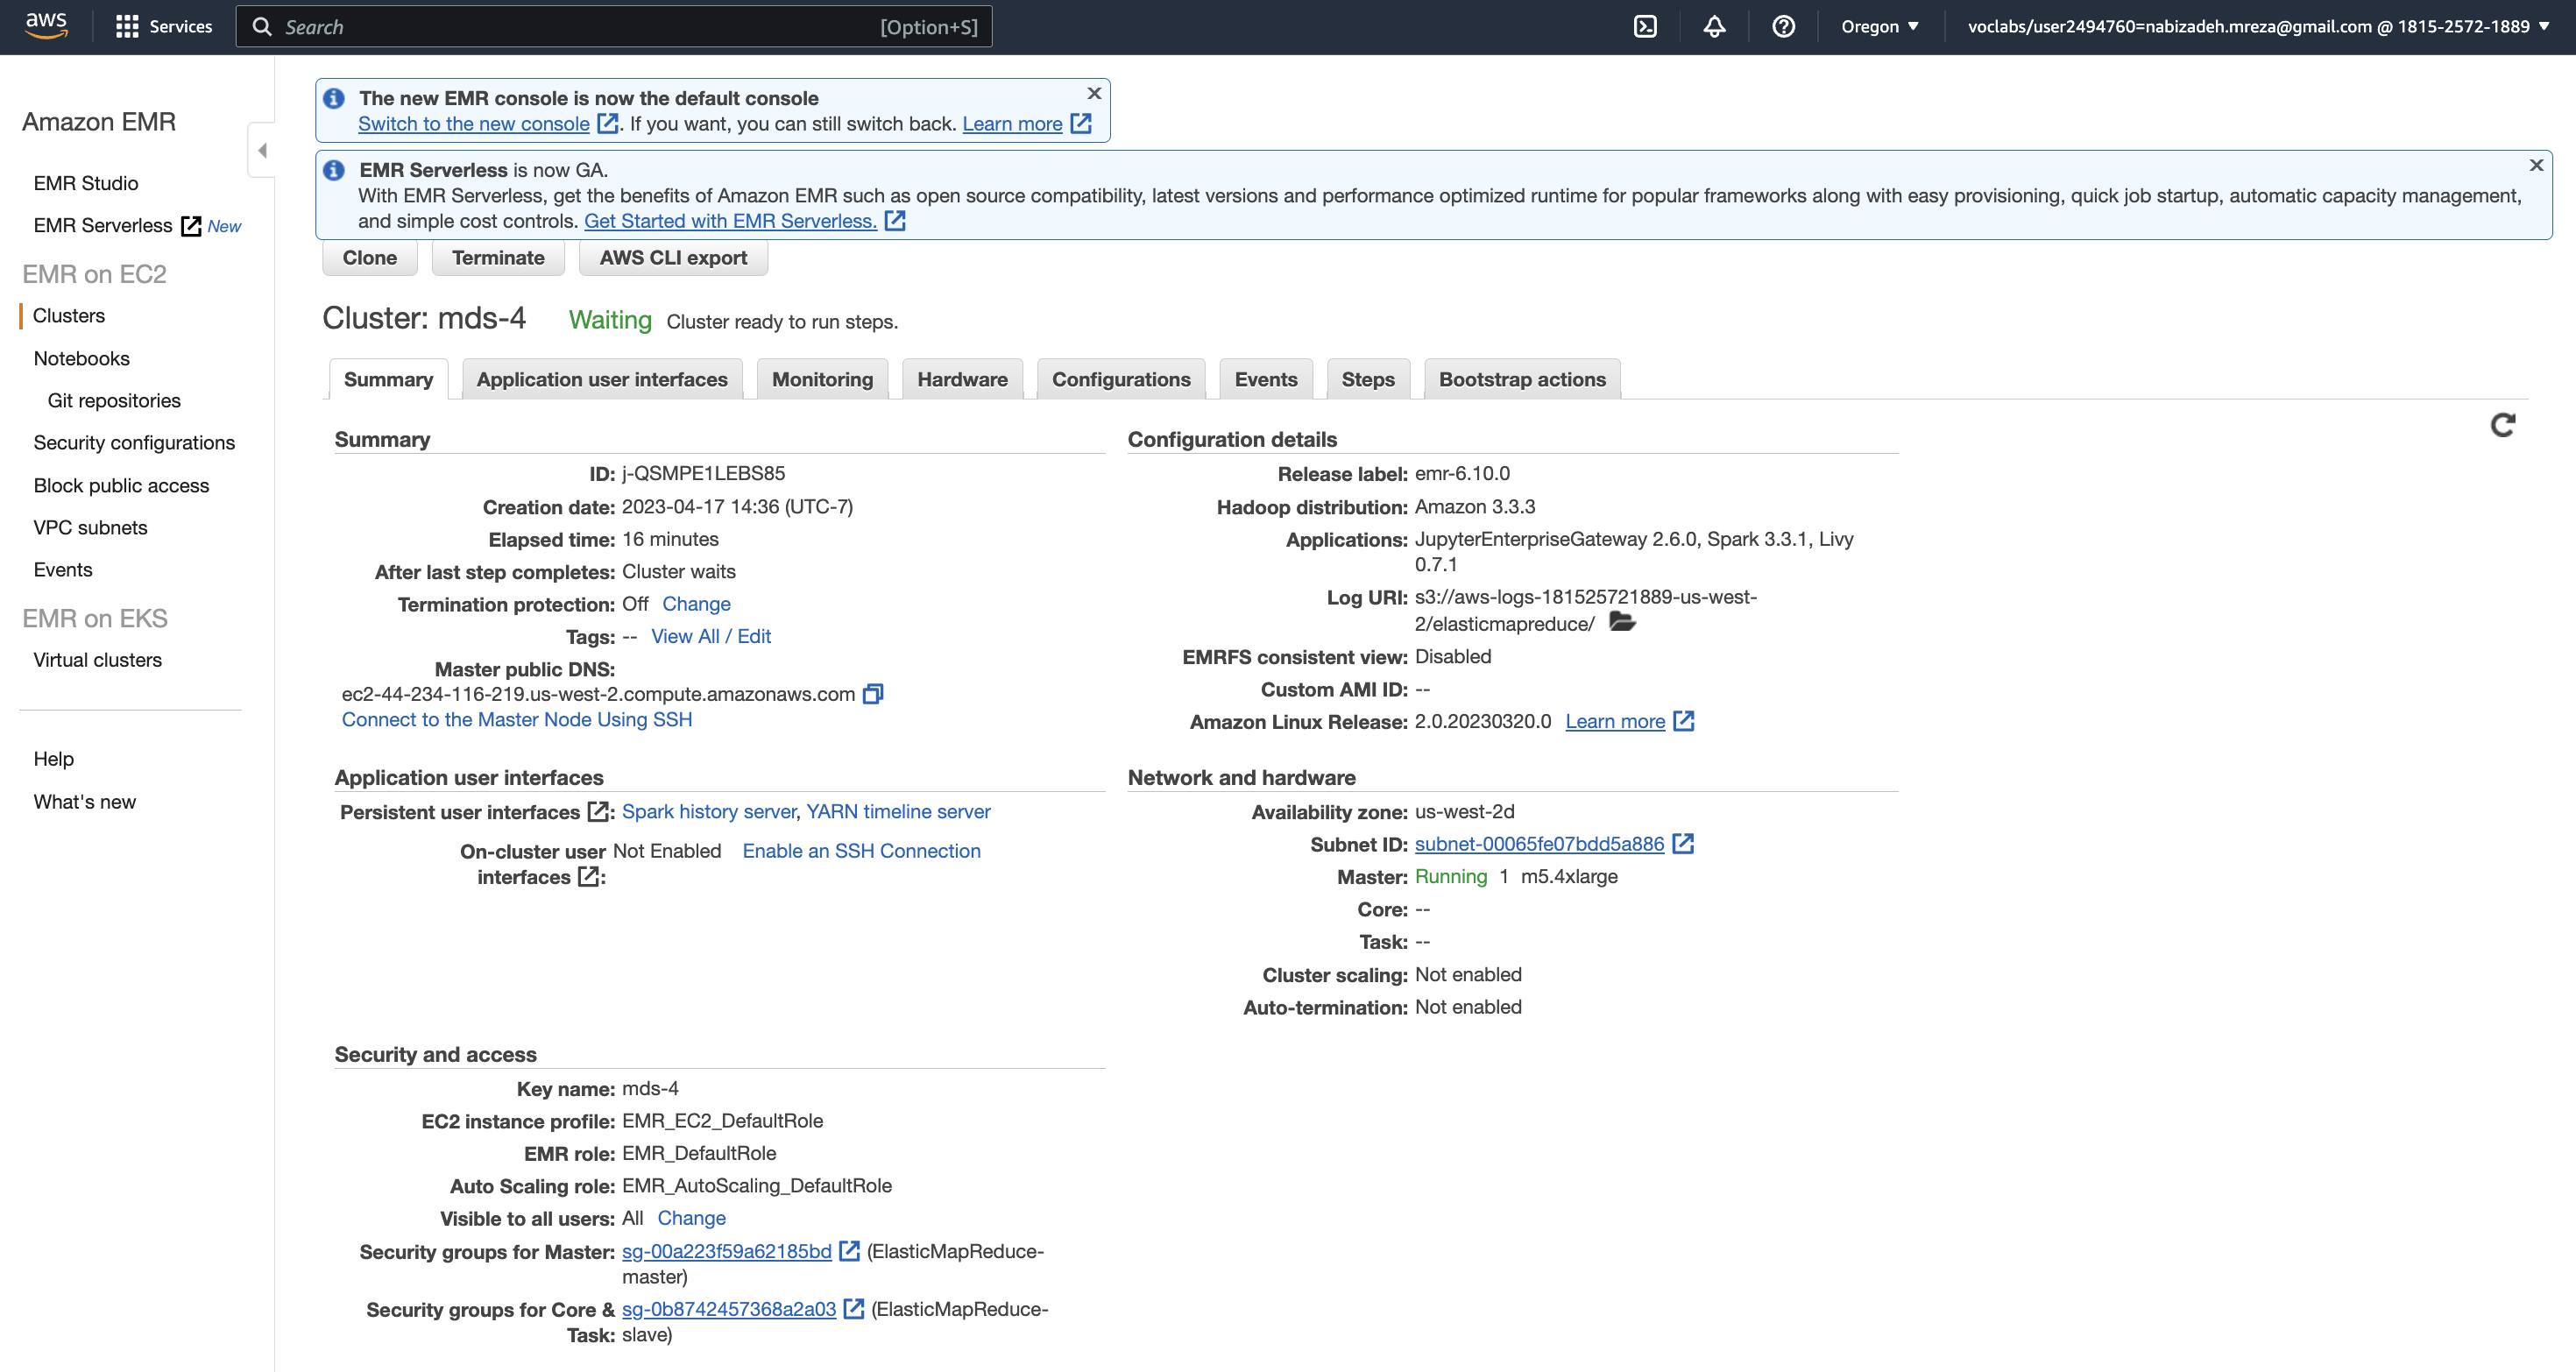 aws Services Search [Option+S] Oregon voclabs/user2494760=nabizadeh.mreza@gmail.com @ 1815-2572-1889
Amazon EMR
EMR Studio
EMR Serverless New
EMR on EC2
Clusters
Notebooks
Git repositories
Security configurations
Block public access
VPC subnets
Events
EMR on EKS
Virtual clusters
Help
What's new
The new EMR console is now the default console
Switch to the new console . If you want, you can still switch back. Learn more
EMR Serverless is now GA.
With EMR Serverless, get the benefits of Amazon EMR such as open source compatibility, latest versions and performance optimized runtime for popular frameworks along with easy provisioning, quick job startup, automatic capacity management,
and simple cost controls. Get Started with EMR Serverless.
Clone Terminate AWS CLI export
Cluster: mds-4 Waiting Cluster ready to run steps.
Summary Application user interfaces Monitoring Hardware Configurations Events Steps Bootstrap actions
Summary
ID: j-QSMPE1LEBS85
Creation date: 2023-04-17 14:36 (UTC-7)
Elapsed time: 16 minutes
After last step completes: Cluster waits
Termination protection: Off Change
Tags: -- View All / Edit
Master public DNS:
ec2-44-234-116-219.us-west-2.compute.amazonaws.com
Connect to the Master Node Using SSH
Configuration details
Release label: emr-6.10.0
Hadoop distribution: Amazon 3.3.3
Applications: JupyterEnterpriseGateway 2.6.0, Spark 3.3.1, Livy
0.7.1
Log URI: s3://aws-logs-181525721889-us-west-
2/elasticmapreduce/
EMRFS consistent view: Disabled
Custom AMI ID: --
Amazon Linux Release: 2.0.20230320.0 Learn more
Application user interfaces
Persistent user interfaces : Spark history server, YARN timeline server
On-cluster user Not Enabled Enable an SSH Connection
interfaces :
Network and hardware
Availability zone: us-west-2d
Subnet ID: subnet-00065fe07bdd5a886
Master: Running 1 m5.4xlarge
Core: --
Task: --
Cluster scaling: Not enabled
Auto-termination: Not enabled
Security and access
Key name: mds-4
EC2 instance profile: EMR_EC2_DefaultRole
EMR role: EMR_DefaultRole
Auto Scaling role: EMR_AutoScaling_DefaultRole
Visible to all users: All Change
Security groups for Master: sg-00a223f59a62185bd (ElasticMapReduce-
master)
Security groups for Core & sg-0b8742457368a2a03 (ElasticMapReduce-
Task: slave)